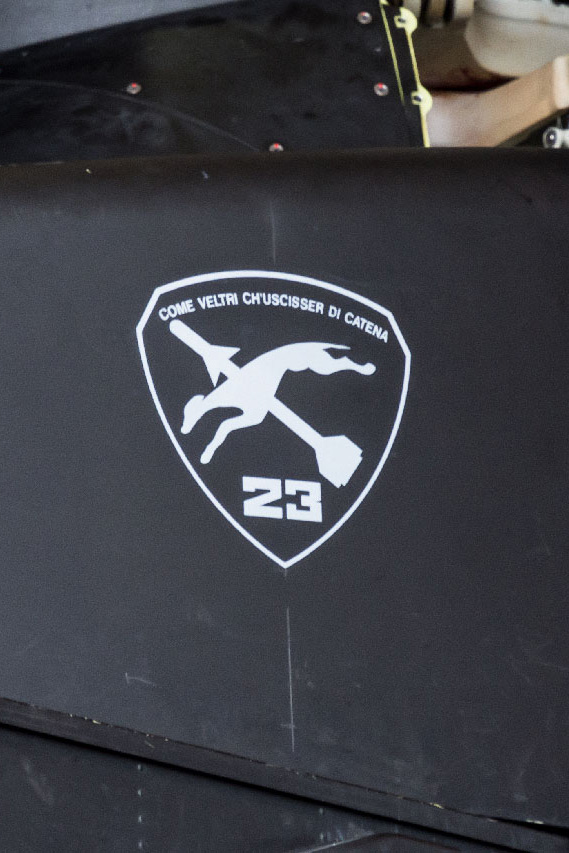 COME VELTRI CH'USCISSER DI CATENA
23